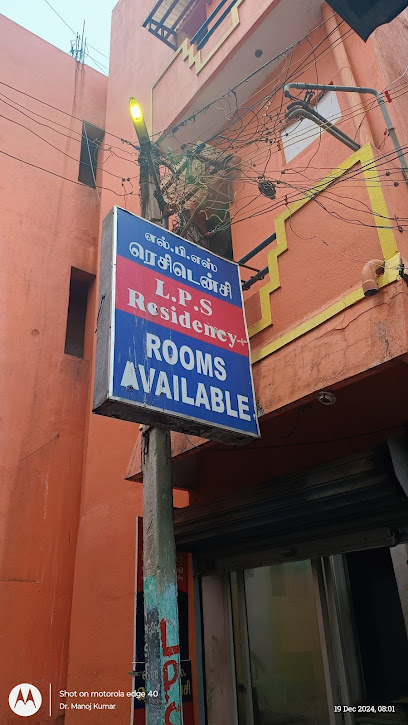 எல்.பி.எஸ்
ரெசிடென்சி
L.P.S
Residency
ROOMS
AVAILABLE
Shot on motorola edge 40
Dr. Manoj Kumar
19 Dec 2024, 08:01